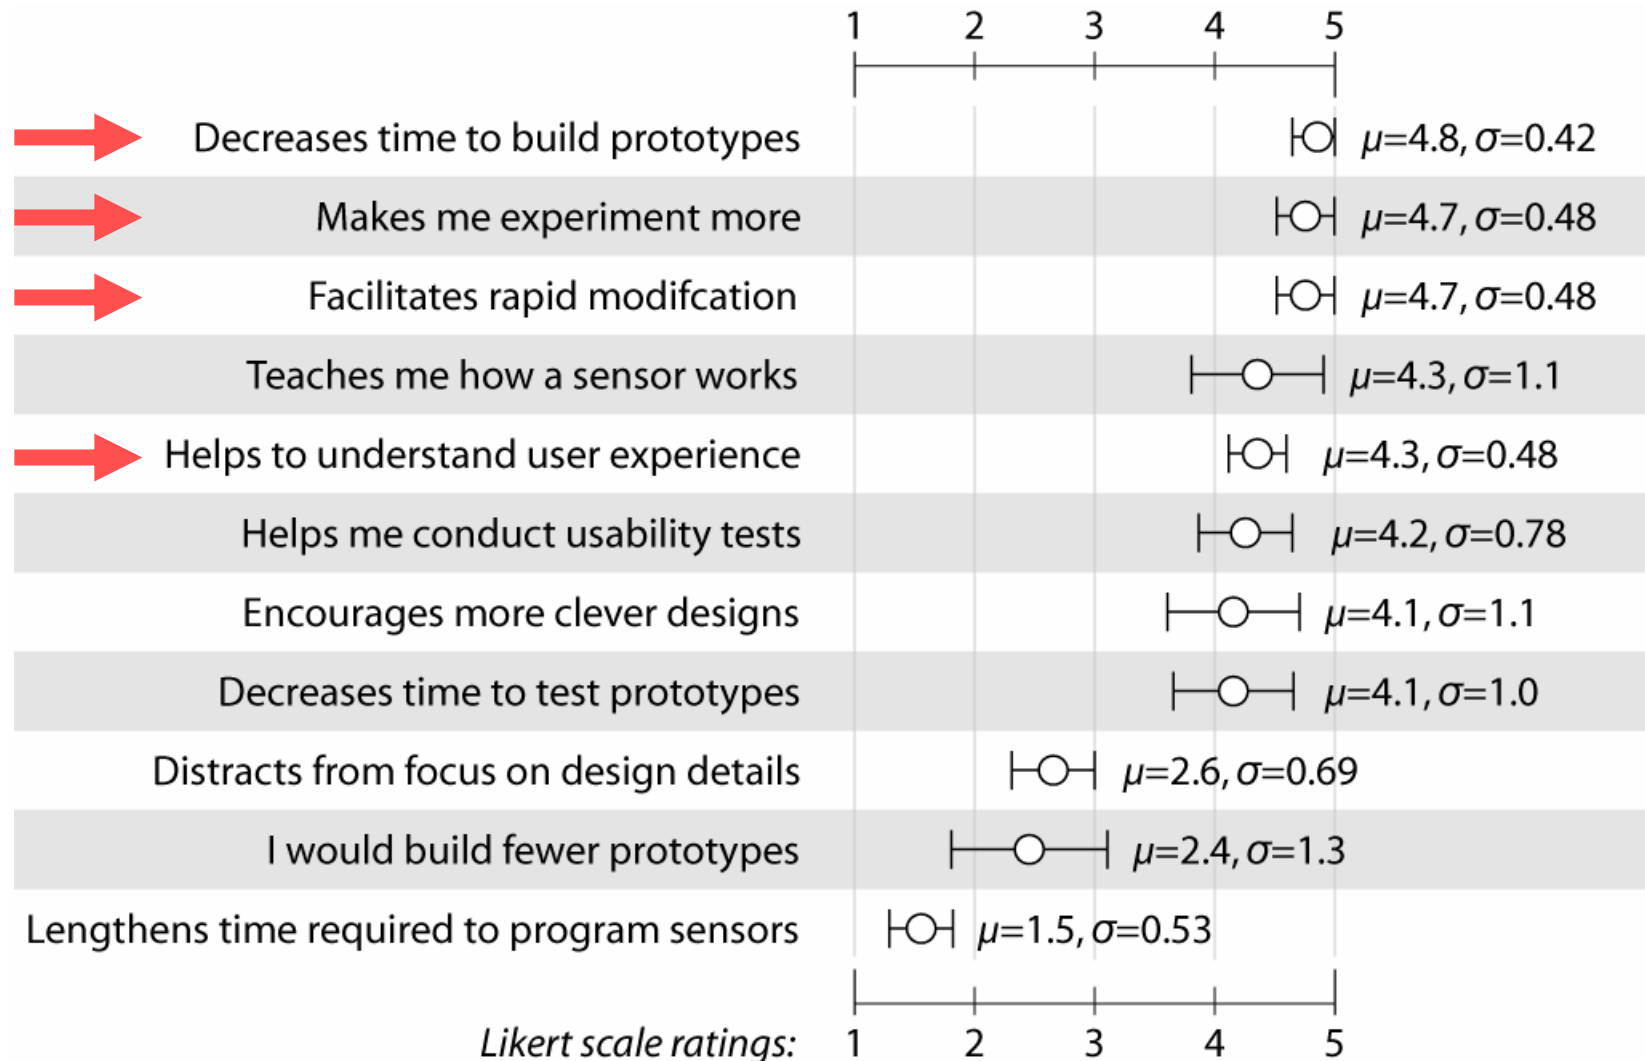 1 2 3 4 5
Decreases time to build prototypes μ=4.8, σ=0.42
Makes me experiment more μ=4.7, σ=0.48
Facilitates rapid modifcation μ=4.7, σ=0.48
Teaches me how a sensor works μ=4.3, σ=1.1
Helps to understand user experience μ=4.3, σ=0.48
Helps me conduct usability tests μ=4.2, σ=0.78
Encourages more clever designs μ=4.1, σ=1.1
Decreases time to test prototypes μ=4.1, σ=1.0
Distracts from focus on design details μ=2.6, σ=0.69
I would build fewer prototypes μ=2.4, σ=1.3
Lengthens time required to program sensors μ=1.5, σ=0.53
Likert scale ratings: 1 2 3 4 5